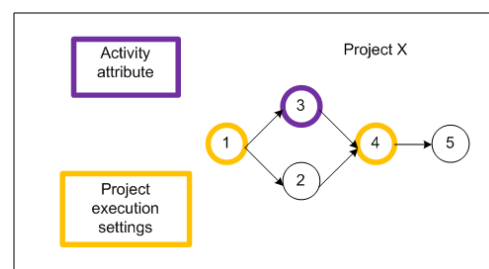 Activity
attribute
Project X
3
1
4
5
2
Project
execution
settings